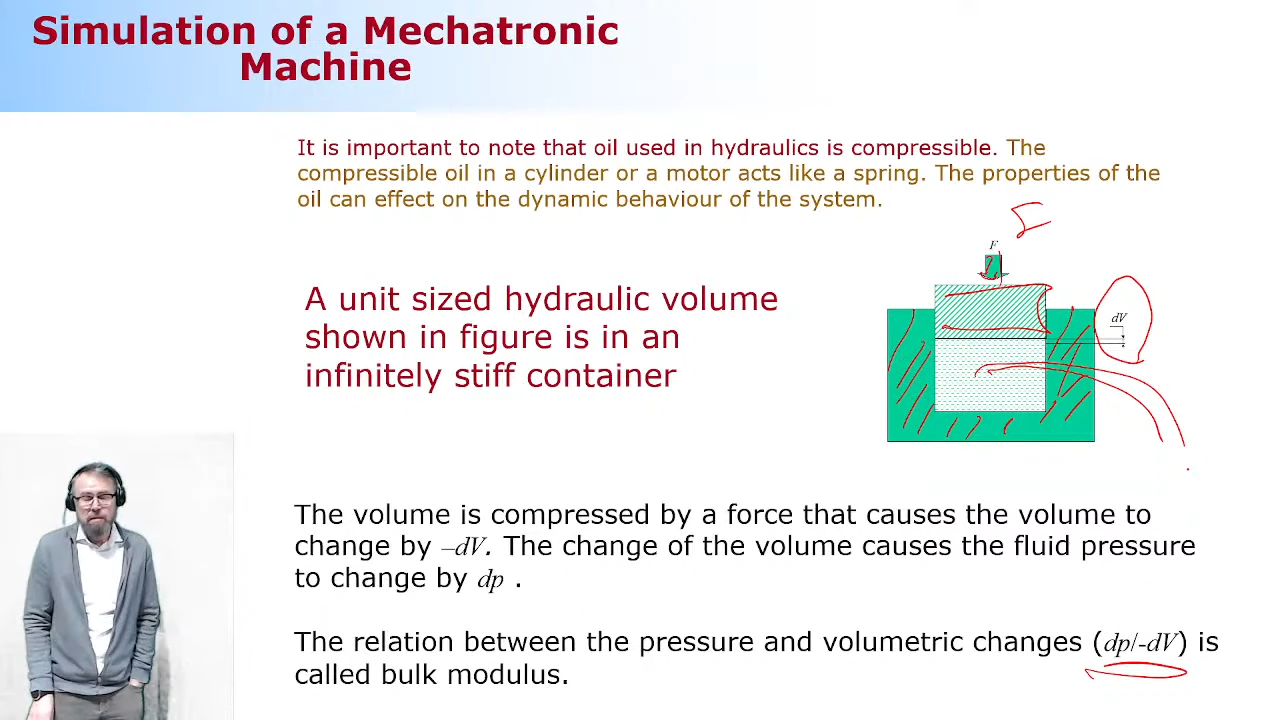 Simulation of a Mechatronic
Machine
It is important to note that oil used in hydraulics is compressible. The
compressible oil in a cylinder or a motor acts like a spring. The properties of the
oil can effect on the dynamic behaviour of the system.
F
A unit sized hydraulic volume
shown in figure is in an
infinitely stiff container
dV
The volume is compressed by a force that causes the volume to
change by –dV. The change of the volume causes the fluid pressure
to change by dp .
The relation between the pressure and volumetric changes (dp/-dV) is
called bulk modulus.